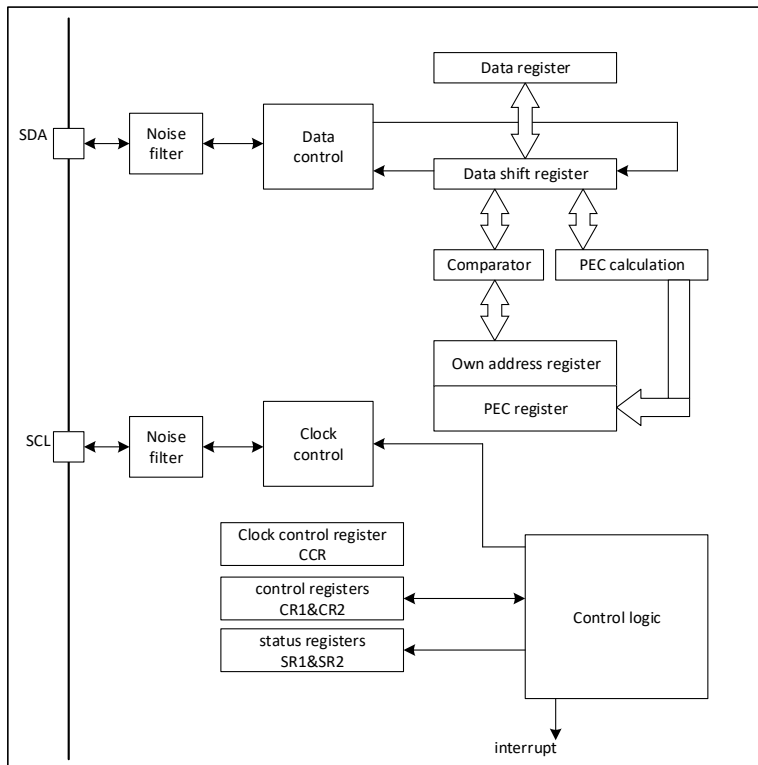 Data register
SDA
Noise
filter
Data
control
Data shift register
Comparator
PEC calculation
Own address register
PEC register
SCL
Noise
filter
Clock
control
Clock control register
CCR
control registers
CR1&CR2
status registers
SR1&SR2
Control logic
interrupt